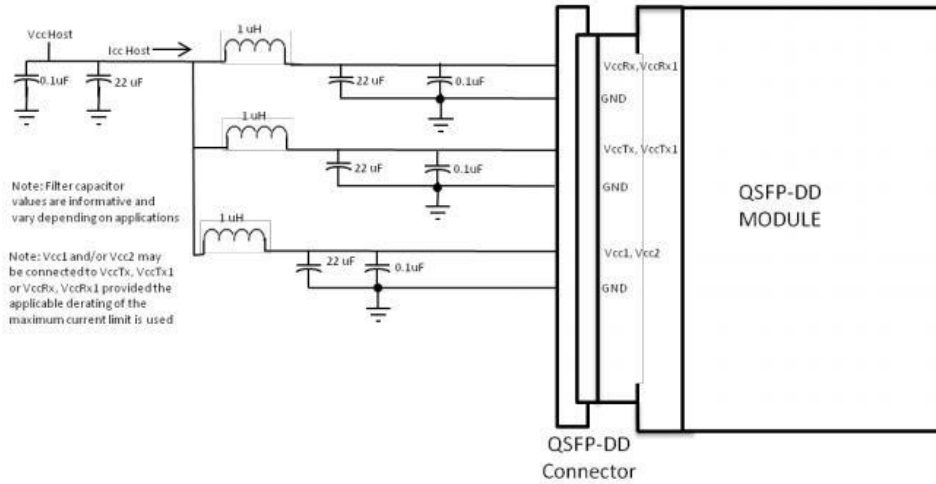 1 uH
Vcc Host
Icc Host
0.1uF
22 uF
22 uF
0.1uF
VccRx, VccRx1
GND
1 uH
22 uF
0.1uF
VccTx, VccTx1
GND
Note: Filter capacitor
values are informative and
vary depending on applications
1 uH
22 uF
0.1uF
Vcc1, Vcc2
GND
Note: Vcc1 and/or Vcc2 may
be connected to VccTx, VccTx1
or VccRx, VccRx1 provided the
applicable derating of the
maximum current limit is used
QSFP-DD
MODULE
QSFP-DD
Connector